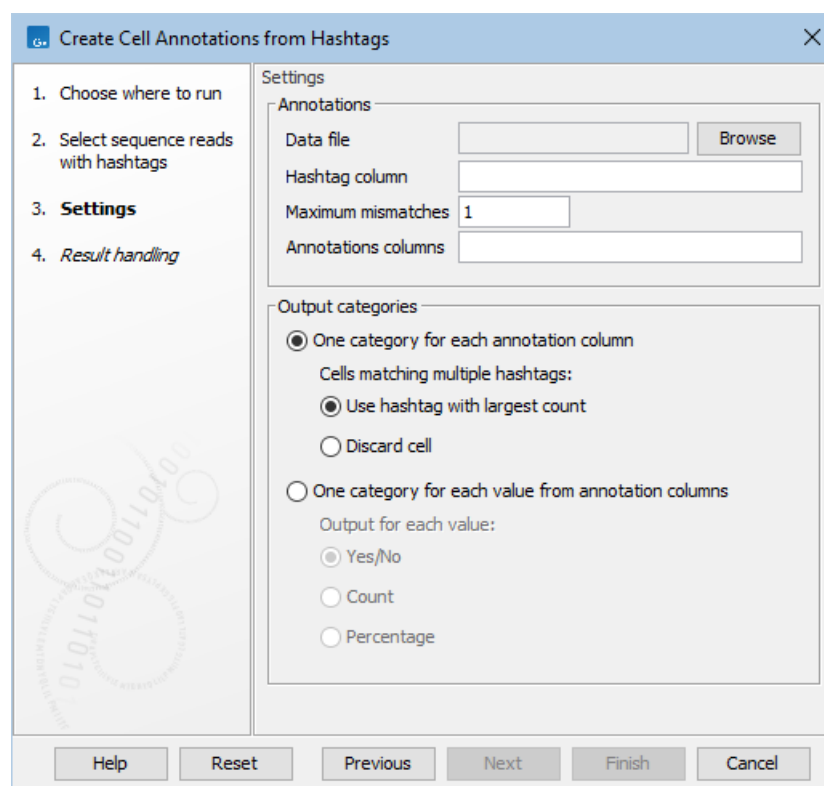 G.
Create Cell Annotations from Hashtags
1. Choose where to run
2. Select sequence reads
with hashtags
3. Settings
4. Result handling
Settings
Annotations
Data file
Browse
Hashtag column
Maximum mismatches 1
Annotations columns
Output categories
One category for each annotation column
Cells matching multiple hashtags:
Use hashtag with largest count
Discard cell
One category for each value from annotation columns
Output for each value:
Yes/No
Count
Percentage
Help
Reset
Previous
Next
Finish
Cancel